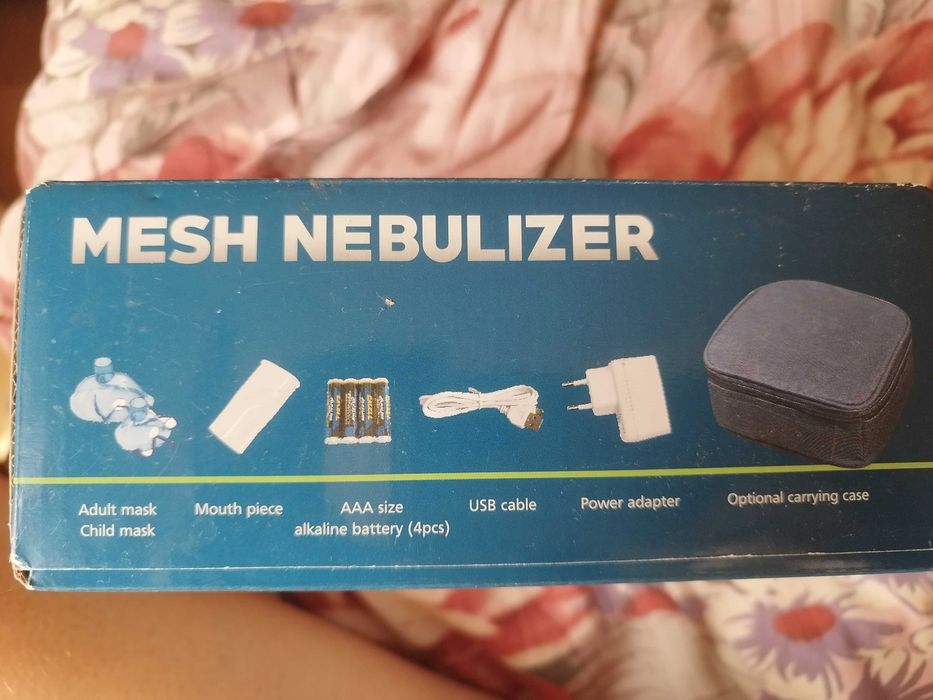 MESH NEBULIZER
Adult mask
Child mask
Mouth piece
AAA size
alkaline battery (4pcs)
USB cable
Power adapter
Optional carrying case